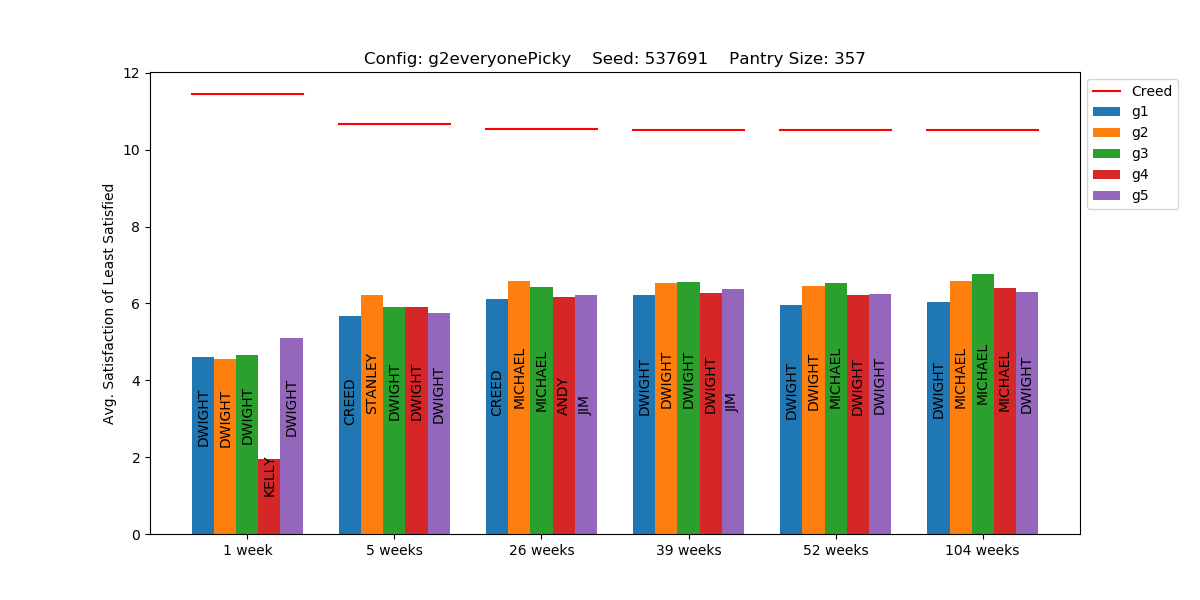 Config: g2everyonePicky    Seed: 537691    Pantry Size: 357
Avg. Satisfaction of Least Satisfied
12
10
8
6
4
2
0
DWIGHT DWIGHT DWIGHT KELLY DWIGHT
CREED STANLEY DWIGHT DWIGHT DWIGHT
CREED MICHAEL MICHAEL ANDY JIM
DWIGHT DWIGHT DWIGHT DWIGHT JIM
DWIGHT DWIGHT MICHAEL DWIGHT DWIGHT
DWIGHT MICHAEL MICHAEL MICHAEL DWIGHT
1 week 5 weeks 26 weeks 39 weeks 52 weeks 104 weeks
Creed
g1
g2
g3
g4
g5